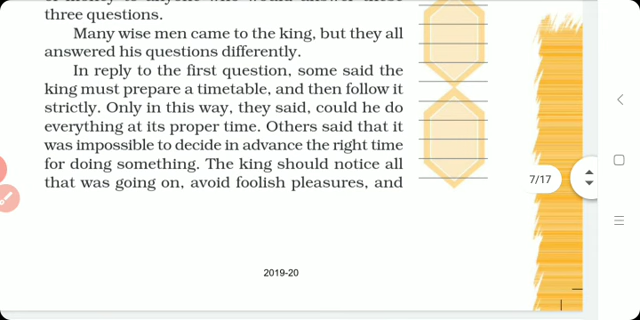 three questions.
Many wise men came to the king, but they all
answered his questions differently.
In reply to the first question, some said the
king must prepare a timetable, and then follow it
strictly. Only in this way, they said, could he do
everything at its proper time. Others said that it
was impossible to decide in advance the right time
for doing something. The king should notice all
that was going on, avoid foolish pleasures, and
7/17
2019-20